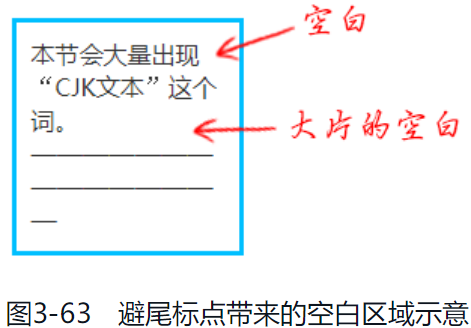 本节会大量出现
“CJK文本”这个
词。
———————
———————
—
空白
大片的空白
图3-63 避尾标点带来的空白区域示意